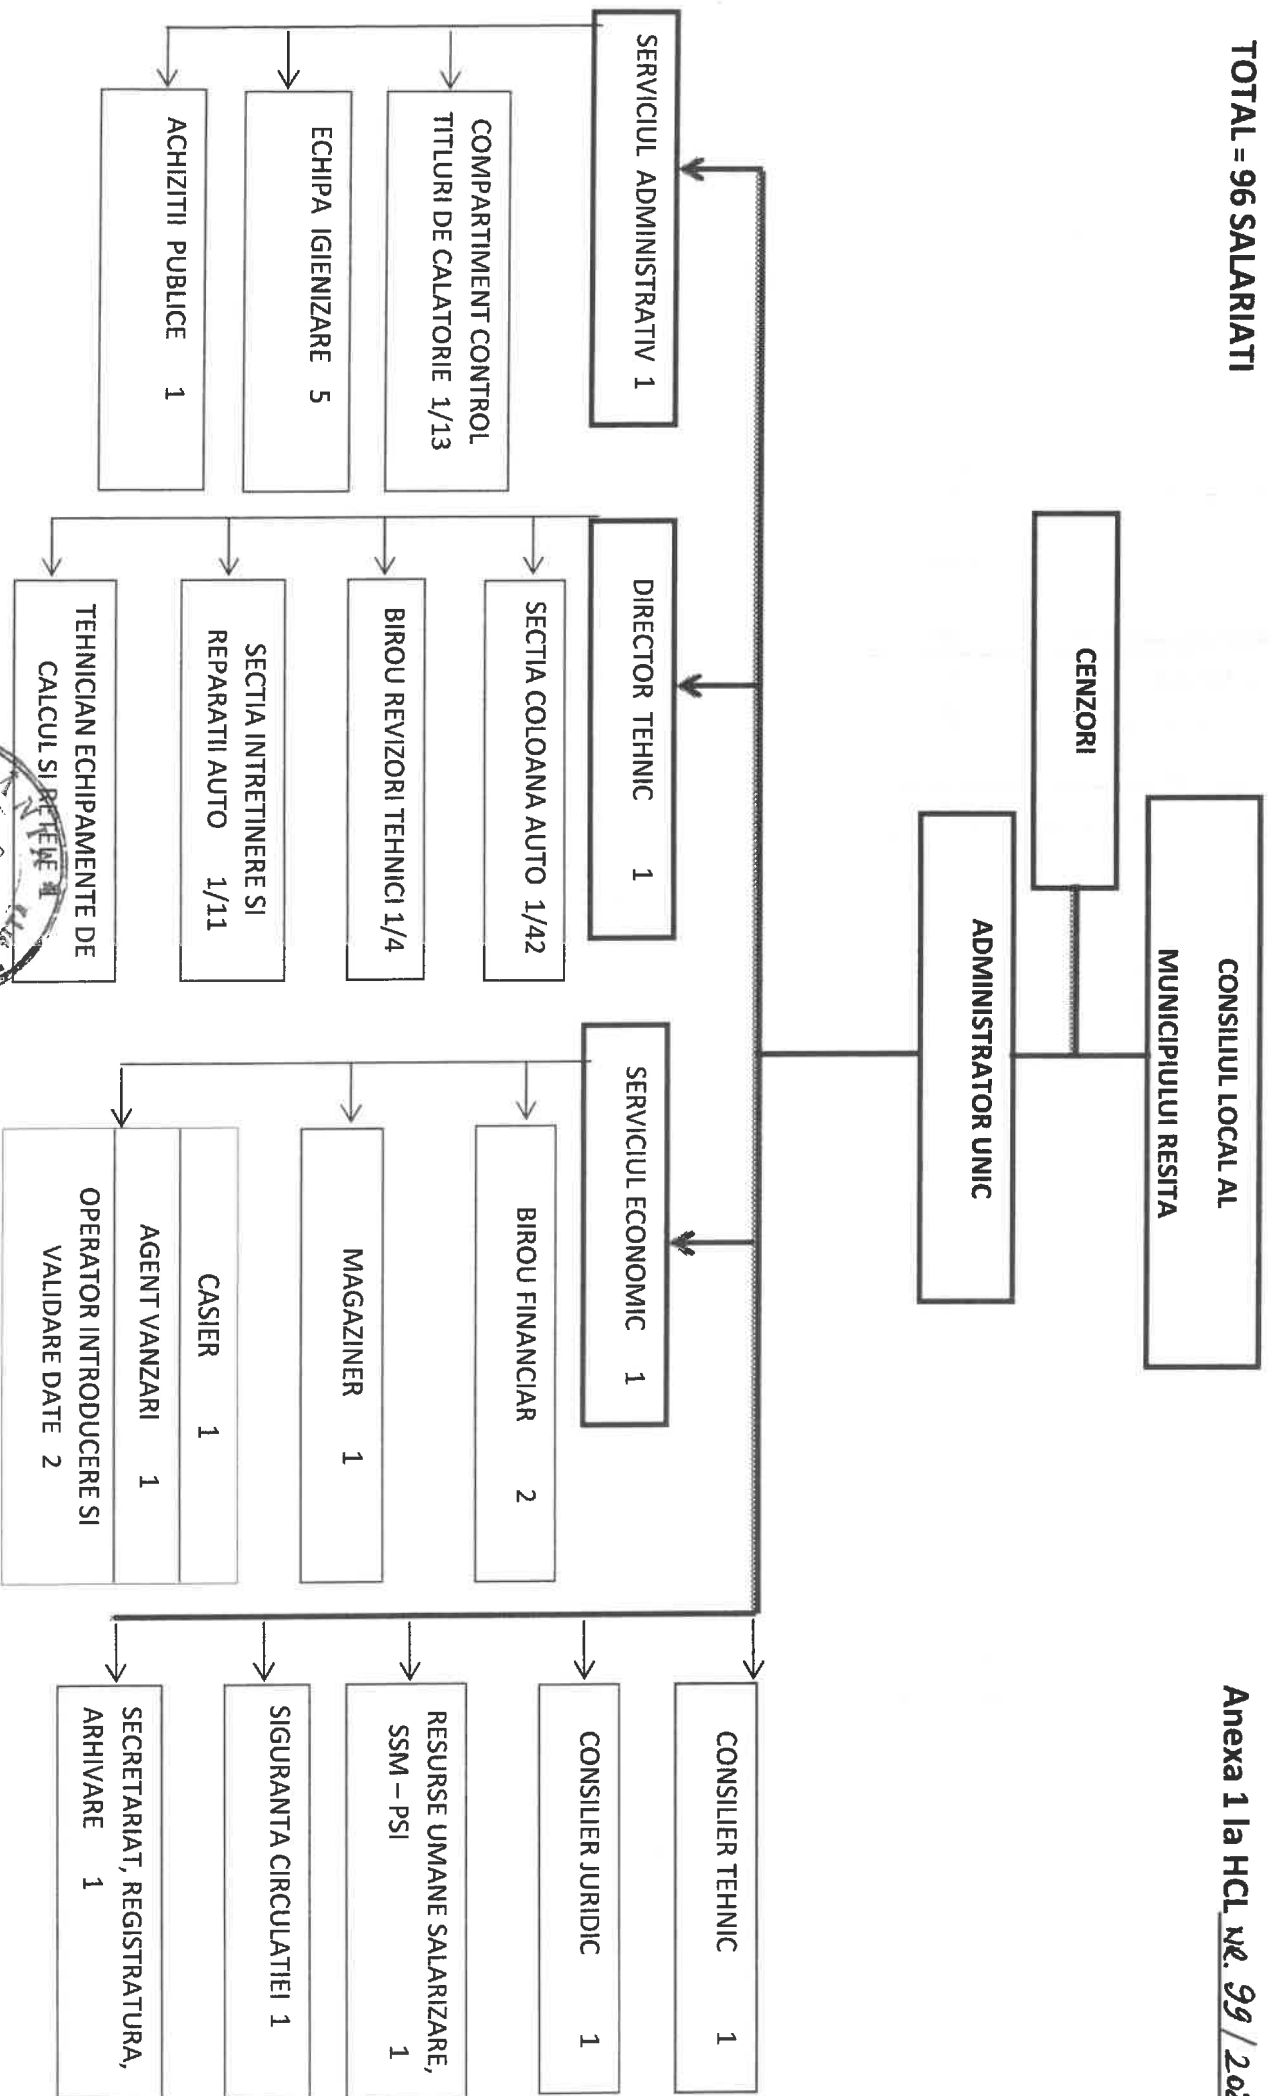 TOTAL = 96 SALARIATI
Anexa 1 la HCL NR. 99 /
CONSILIUL LOCAL AL
MUNICIPIULUI RESITA
CENZORI
ADMINISTRATOR UNIC
SERVICIUL ADMINISTRATIV 1
COMPARTIMENT CONTROL
TITLURI DE CALATORIE 1/13
ECHIPA IGIENIZARE 5
ACHIZITII PUBLICE 1
DIRECTOR TEHNIC 1
SECTIA COLOANA AUTO 1/42
BIROU REVIZORI TEHNICI 1/4
SECTIA INTRETINERE SI
REPARATII AUTO 1/11
TEHNICIAN ECHIPAMENTE DE
CALCUL SI RETELE 1
SERVICIUL ECONOMIC 1
BIROU FINANCIAR 2
MAGAZINER 1
CASIER 1
AGENT VANZARI 1
OPERATOR INTRODUCERE SI
VALIDARE DATE 2
CONSILIER TEHNIC 1
CONSILIER JURIDIC 1
RESURSE UMANE SALARIZARE,
SSM – PSI 1
SIGURANTA CIRCULATIEI 1
SECRETARIAT, REGISTRATURA,
ARHIVARE 1